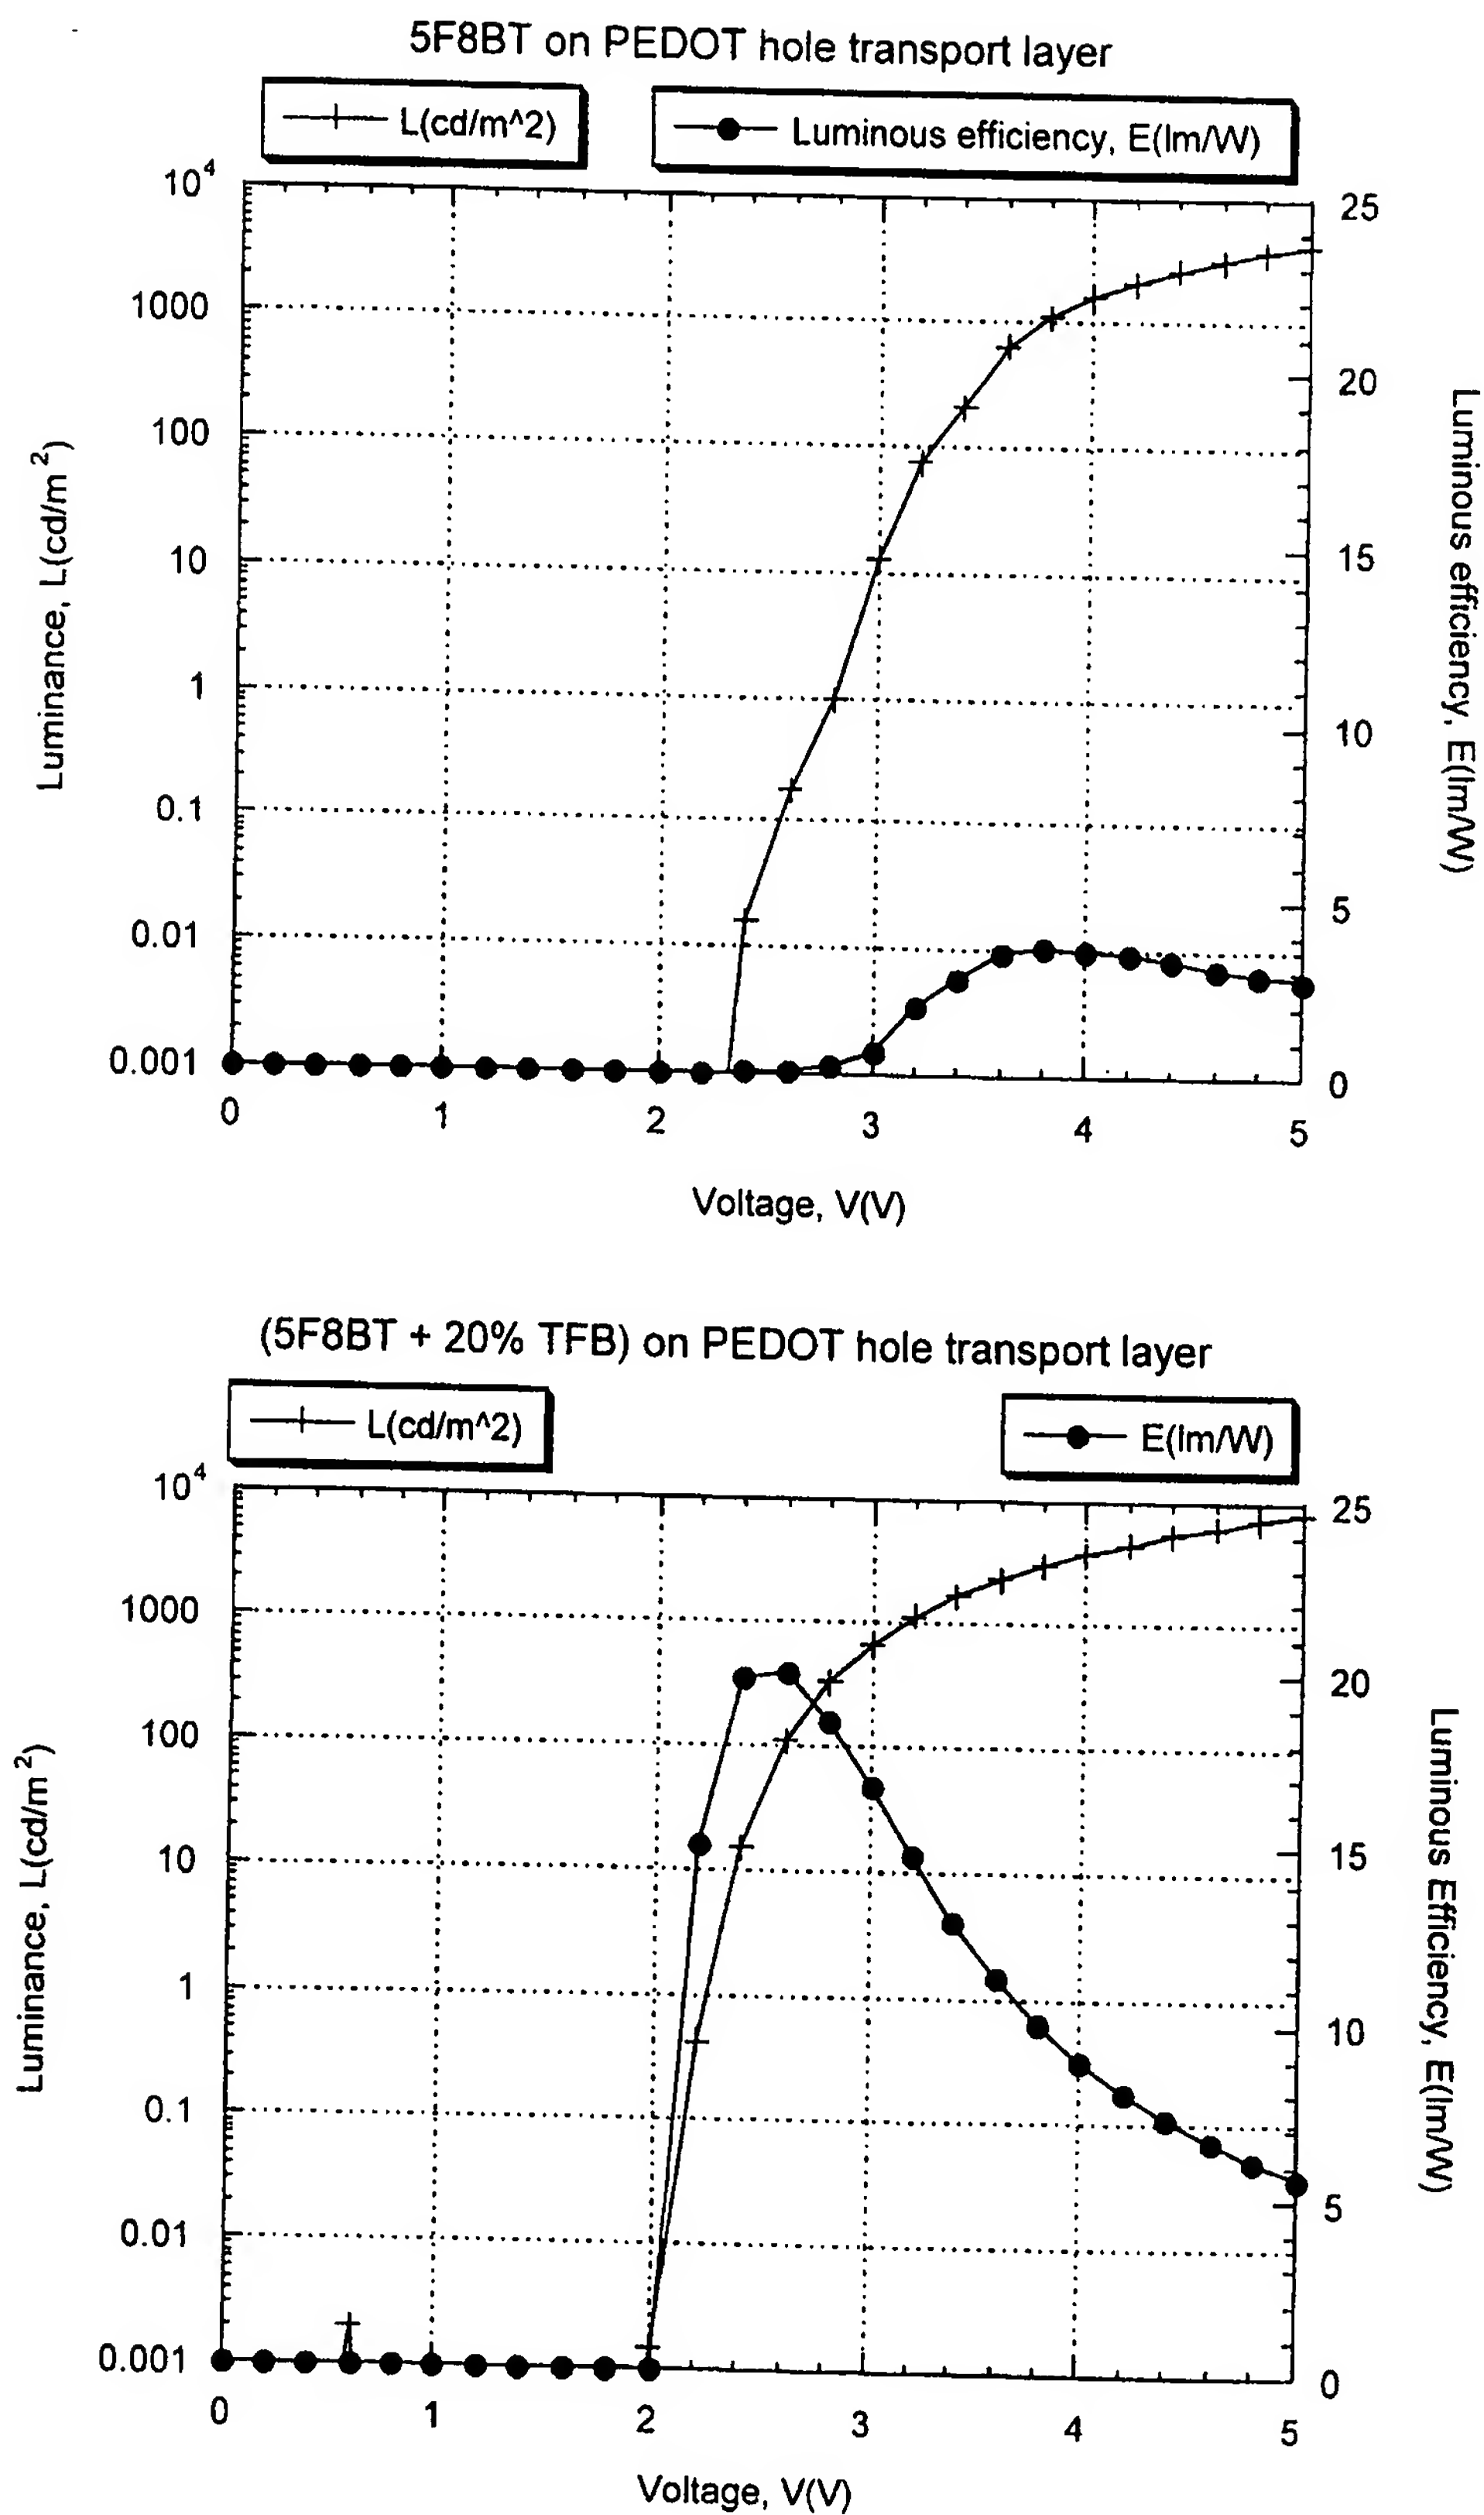 5F8BT on PEDOT hole transport layer
L(cd/m^2)
Luminous efficiency, E(lm/W)
10⁴
1000
100
10
1
0.1
0.01
0.001
Luminance, L(cd/m²)
25
20
15
10
5
0
Luminous efficiency, E(lm/W)
0 1 2 3 4 5
Voltage, V(V)
(5F8BT + 20% TFB) on PEDOT hole transport layer
L(cd/m^2)
E(lm/W)
10⁴
1000
100
10
1
0.1
0.01
0.001
Luminance, L(cd/m²)
25
20
15
10
5
0
Luminous Efficiency, E(lm/W)
0 1 2 3 4 5
Voltage, V(V)